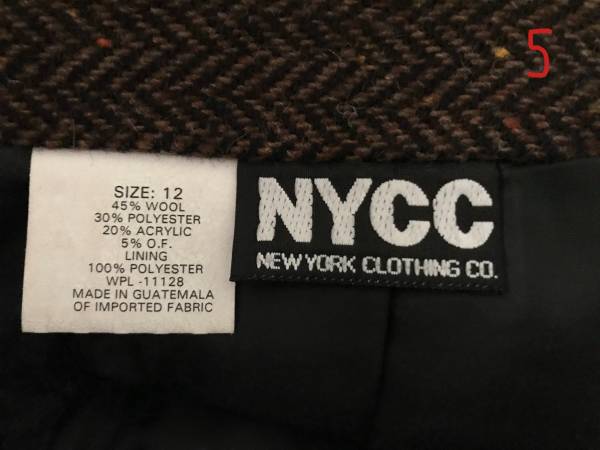 5
SIZE: 12
45% WOOL
30% POLYESTER
20% ACRYLIC
5% O.F.
LINING
100% POLYESTER
WPL -11128
MADE IN GUATEMALA
OF IMPORTED FABRIC
NYCC
NEW YORK CLOTHING CO.